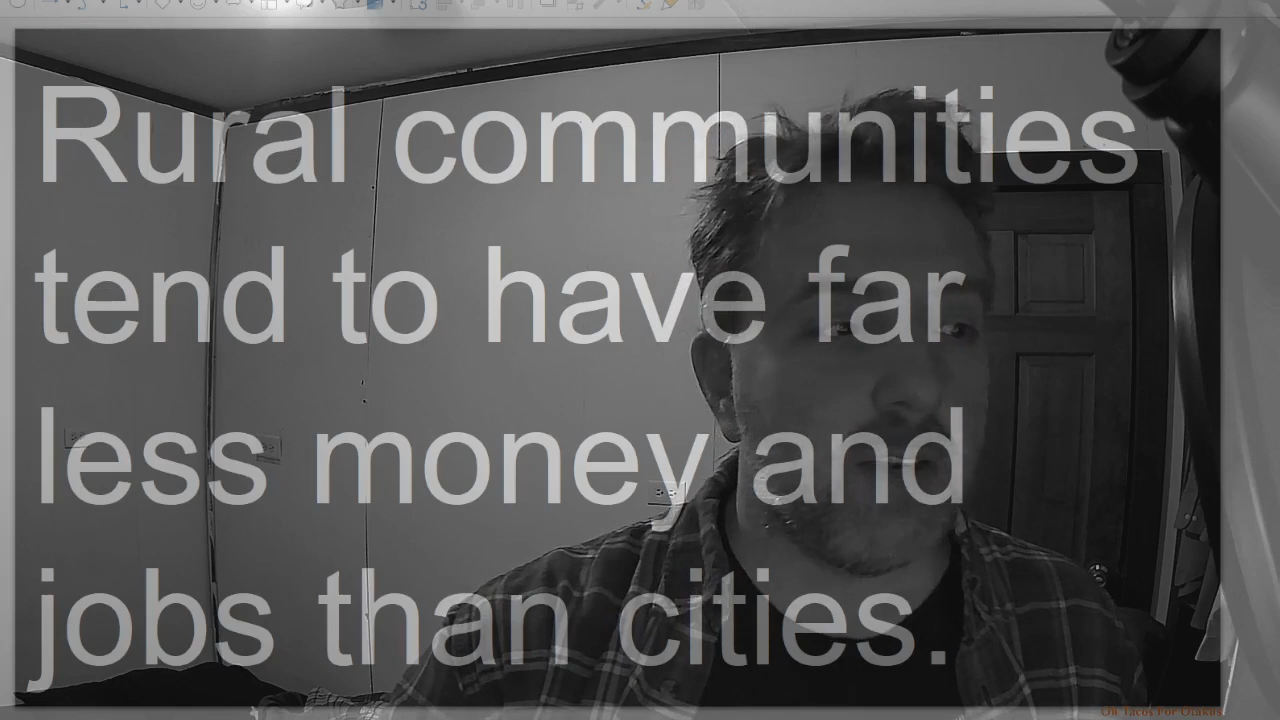 Rural communities
tend to have far
less money and
jobs than cities.